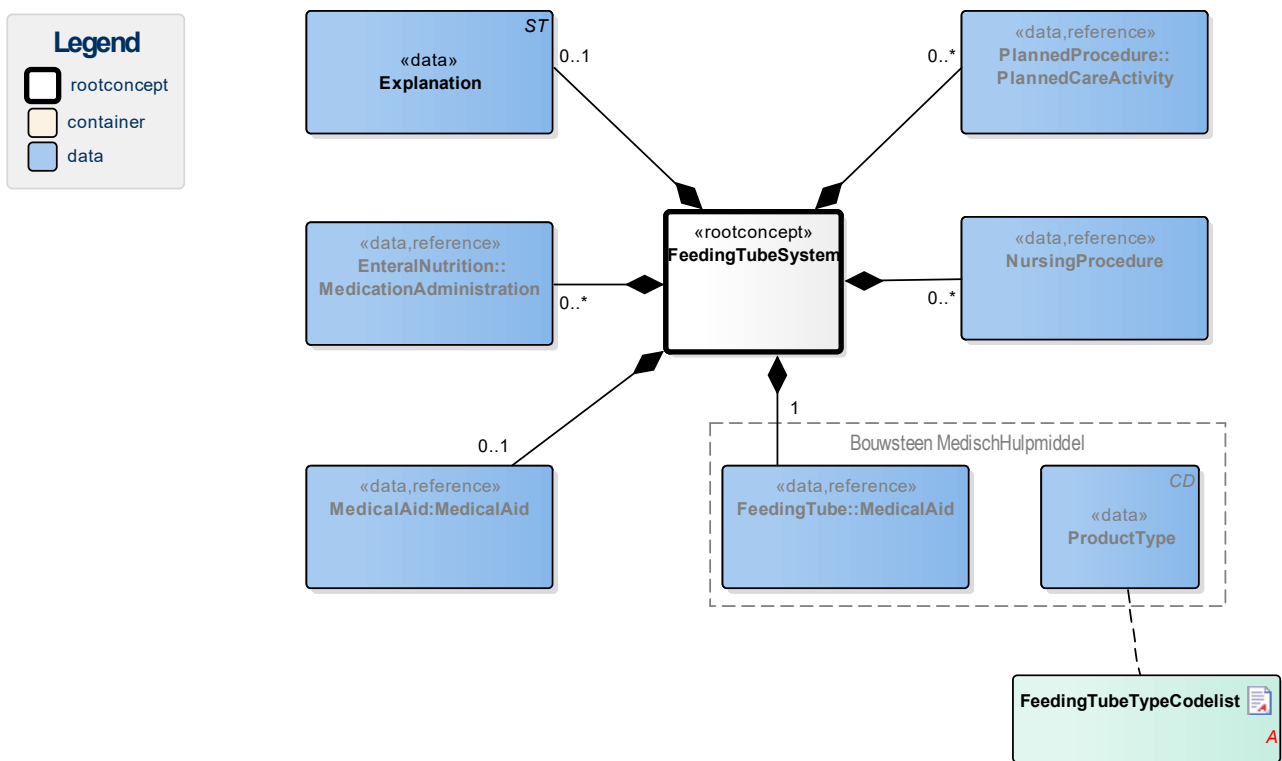 Legend
rootconcept
container
data
ST
«data»
Explanation
0..1
«data,reference»
PlannedProcedure::
PlannedCareActivity
0..*
«data,reference»
EnteralNutrition::
MedicationAdministration
0..*
«rootconcept»
FeedingTubeSystem
«data,reference»
NursingProcedure
0..*
0..1
«data,reference»
MedicalAid:MedicalAid
1
Bouwsteen MedischHulpmiddel
«data,reference»
FeedingTube::MedicalAid
CD
«data»
ProductType
FeedingTubeTypeCodelist
A